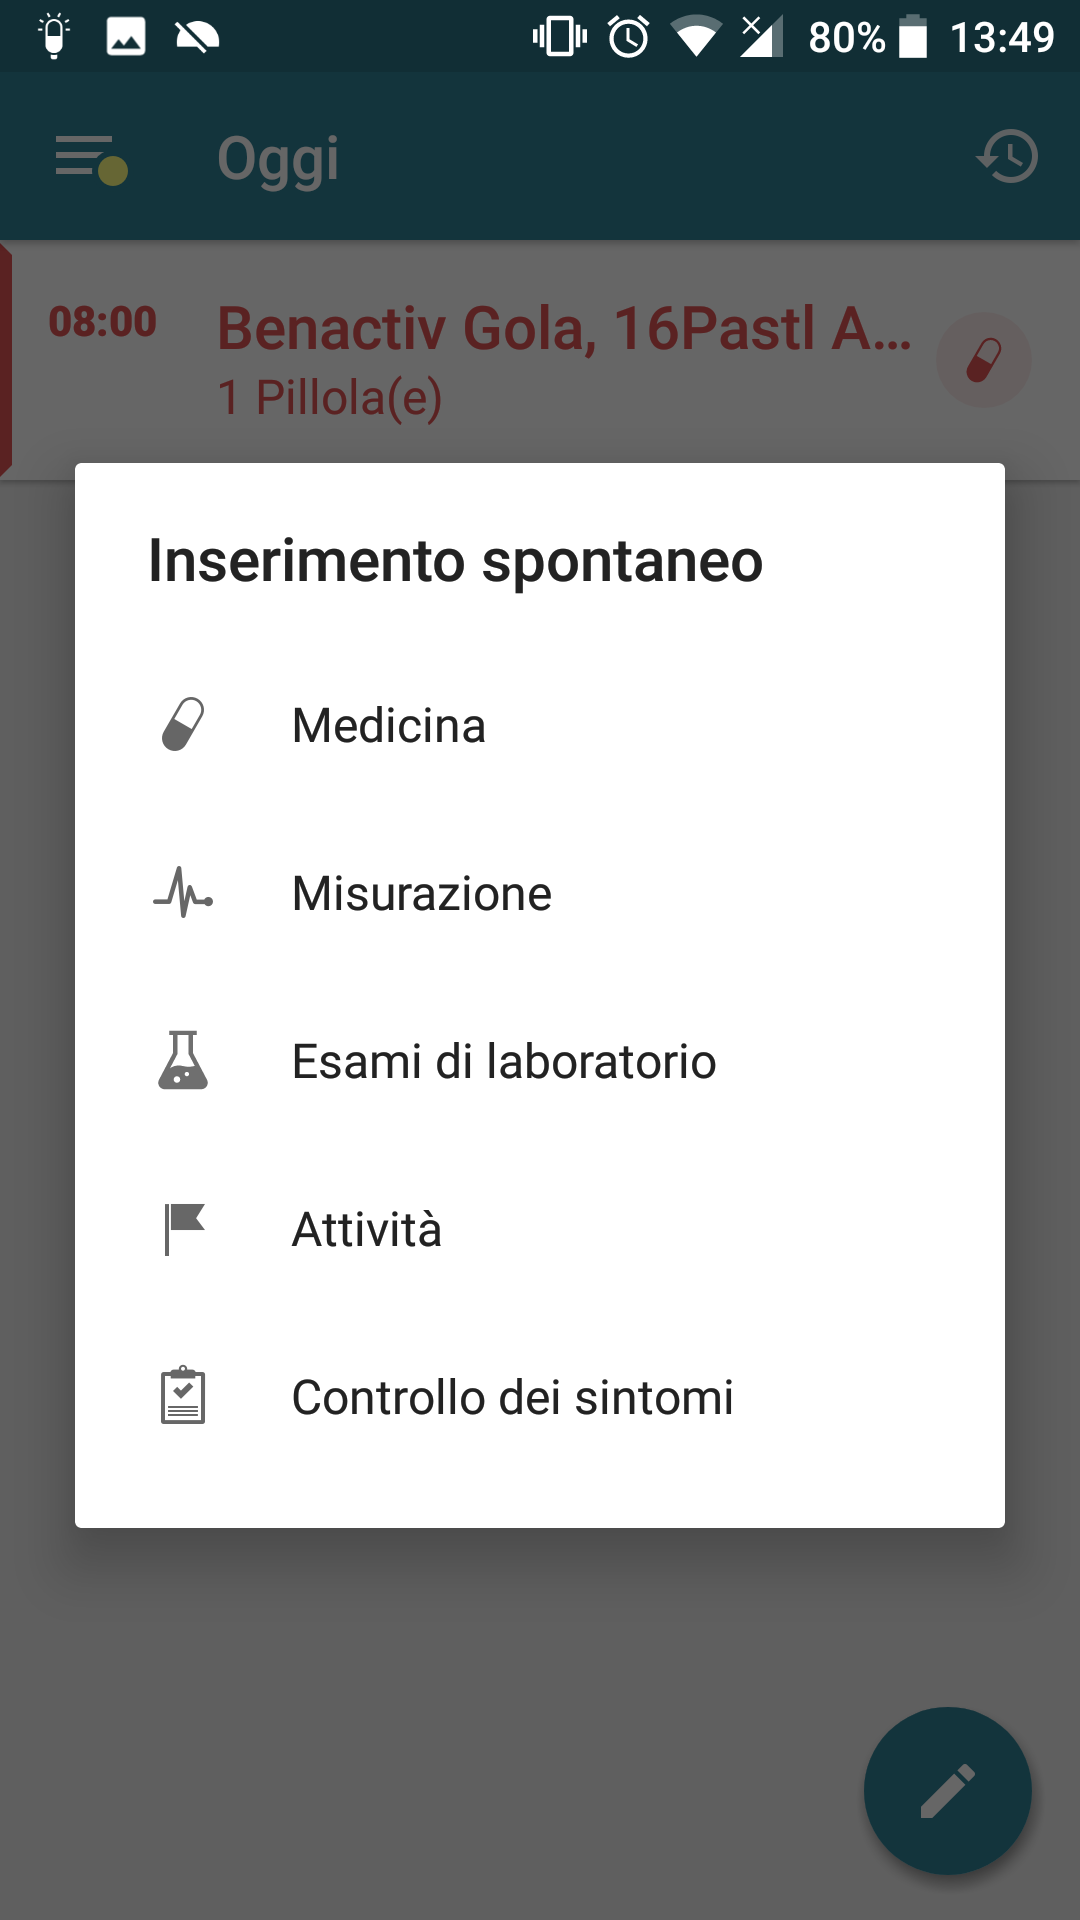 80% 13:49
Oggi
08:00 Benactiv Gola, 16Pastl A...
1 Pillola(e)
Inserimento spontaneo
Medicina
Misurazione
Esami di laboratorio
Attività
Controllo dei sintomi